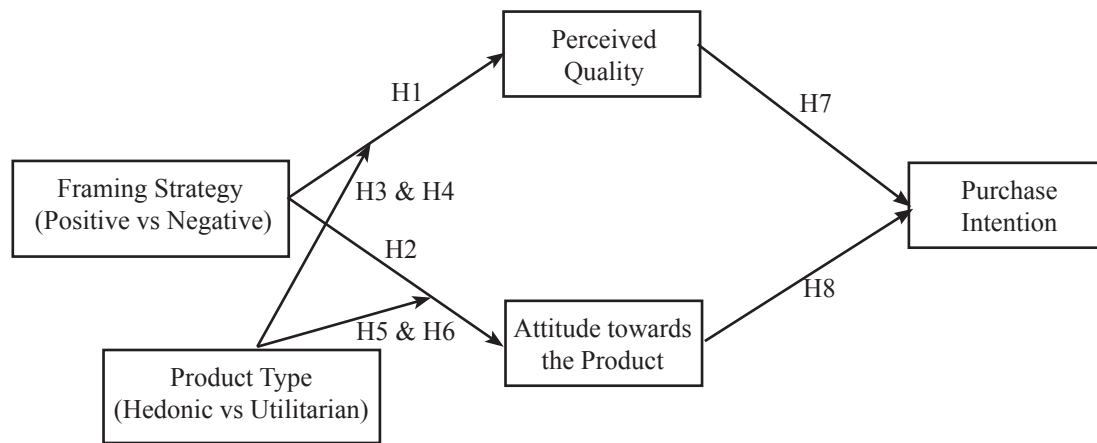 Perceived
Quality
H1
H7
Framing Strategy
(Positive vs Negative)
H3 & H4
Purchase
Intention
H2
H8
H5 & H6
Attitude towards
the Product
Product Type
(Hedonic vs Utilitarian)